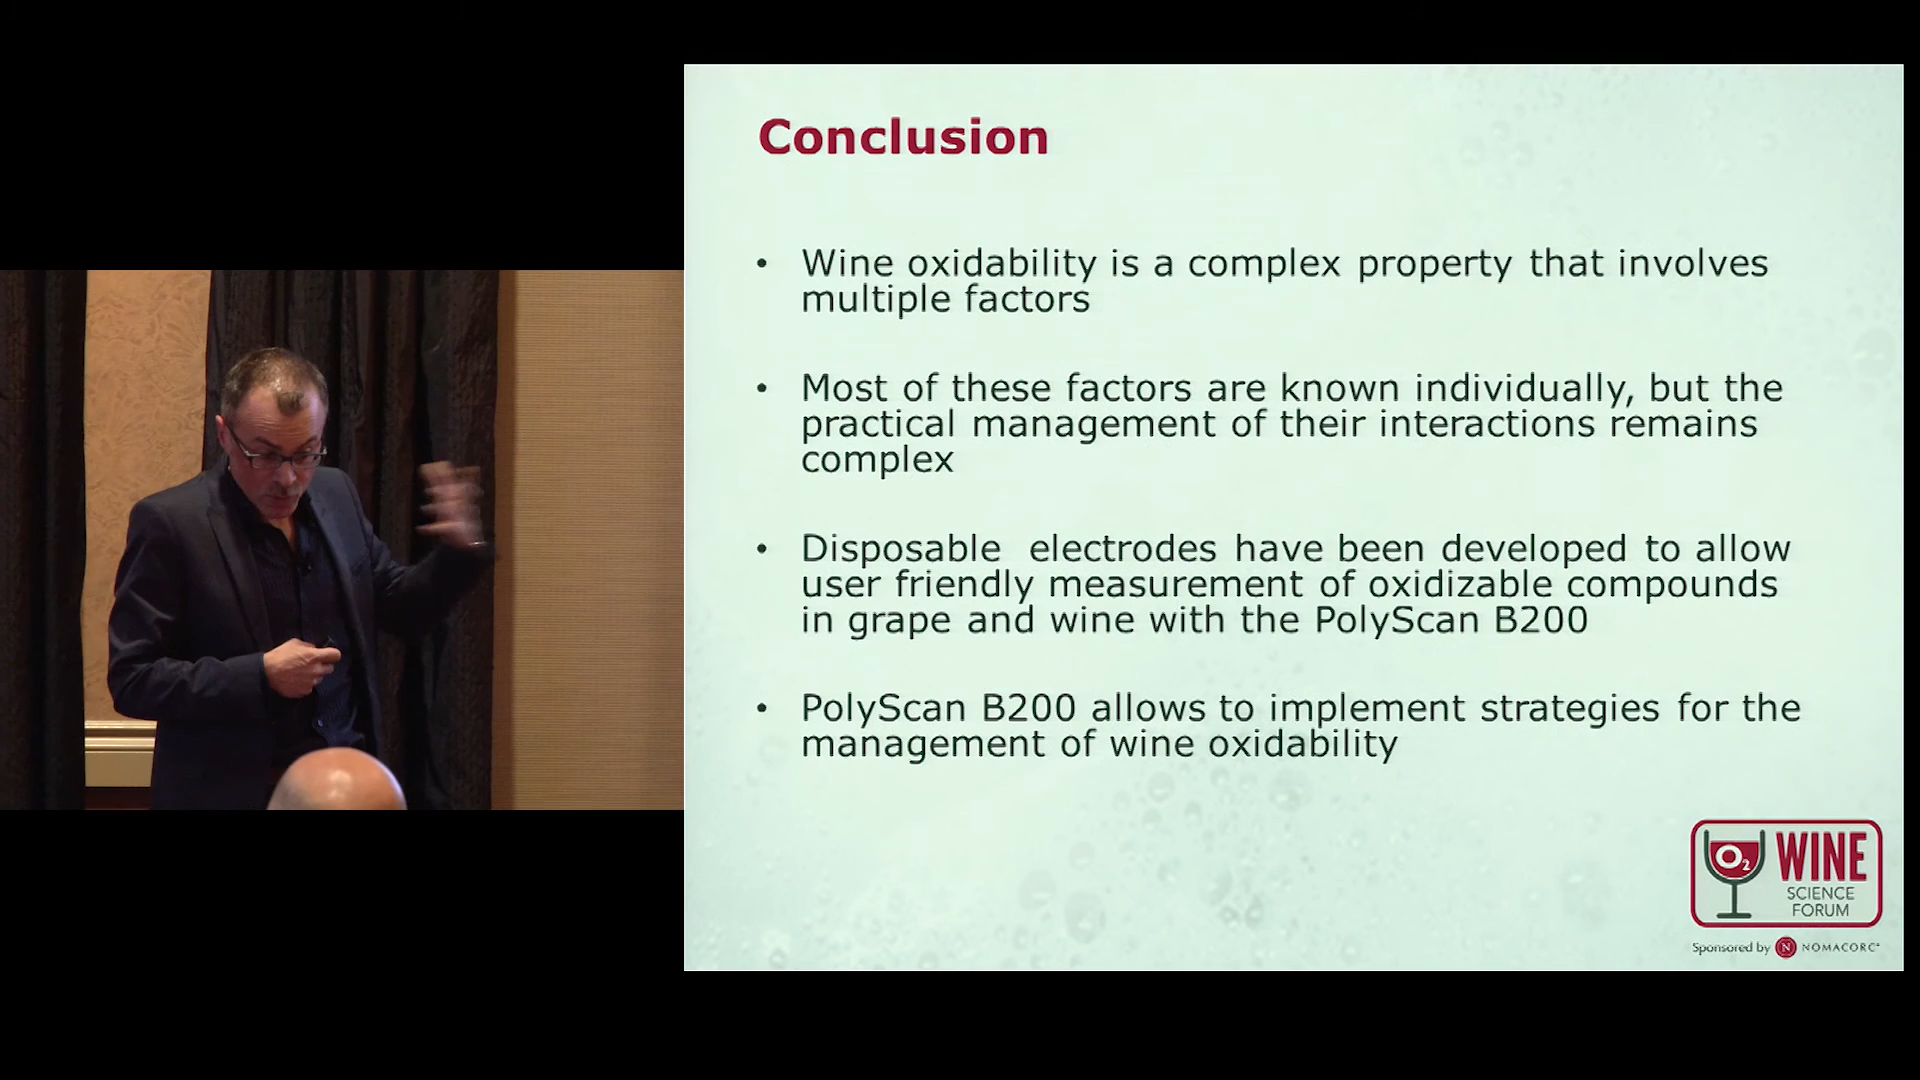 Conclusion
• Wine oxidability is a complex property that involves
multiple factors
• Most of these factors are known individually, but the
practical management of their interactions remains
complex
• Disposable electrodes have been developed to allow
user friendly measurement of oxidizable compounds
in grape and wine with the PolyScan B200
• PolyScan B200 allows to implement strategies for the
management of wine oxidability
O2
WINE
SCIENCE
FORUM
Sponsored by N NOMACORC